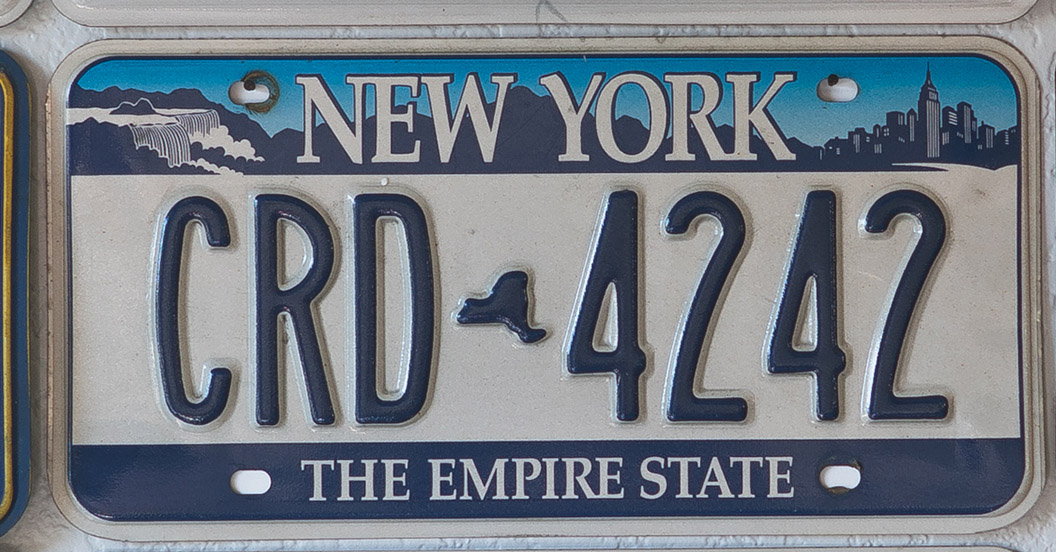 NEW YORK
CRD 4242
THE EMPIRE STATE